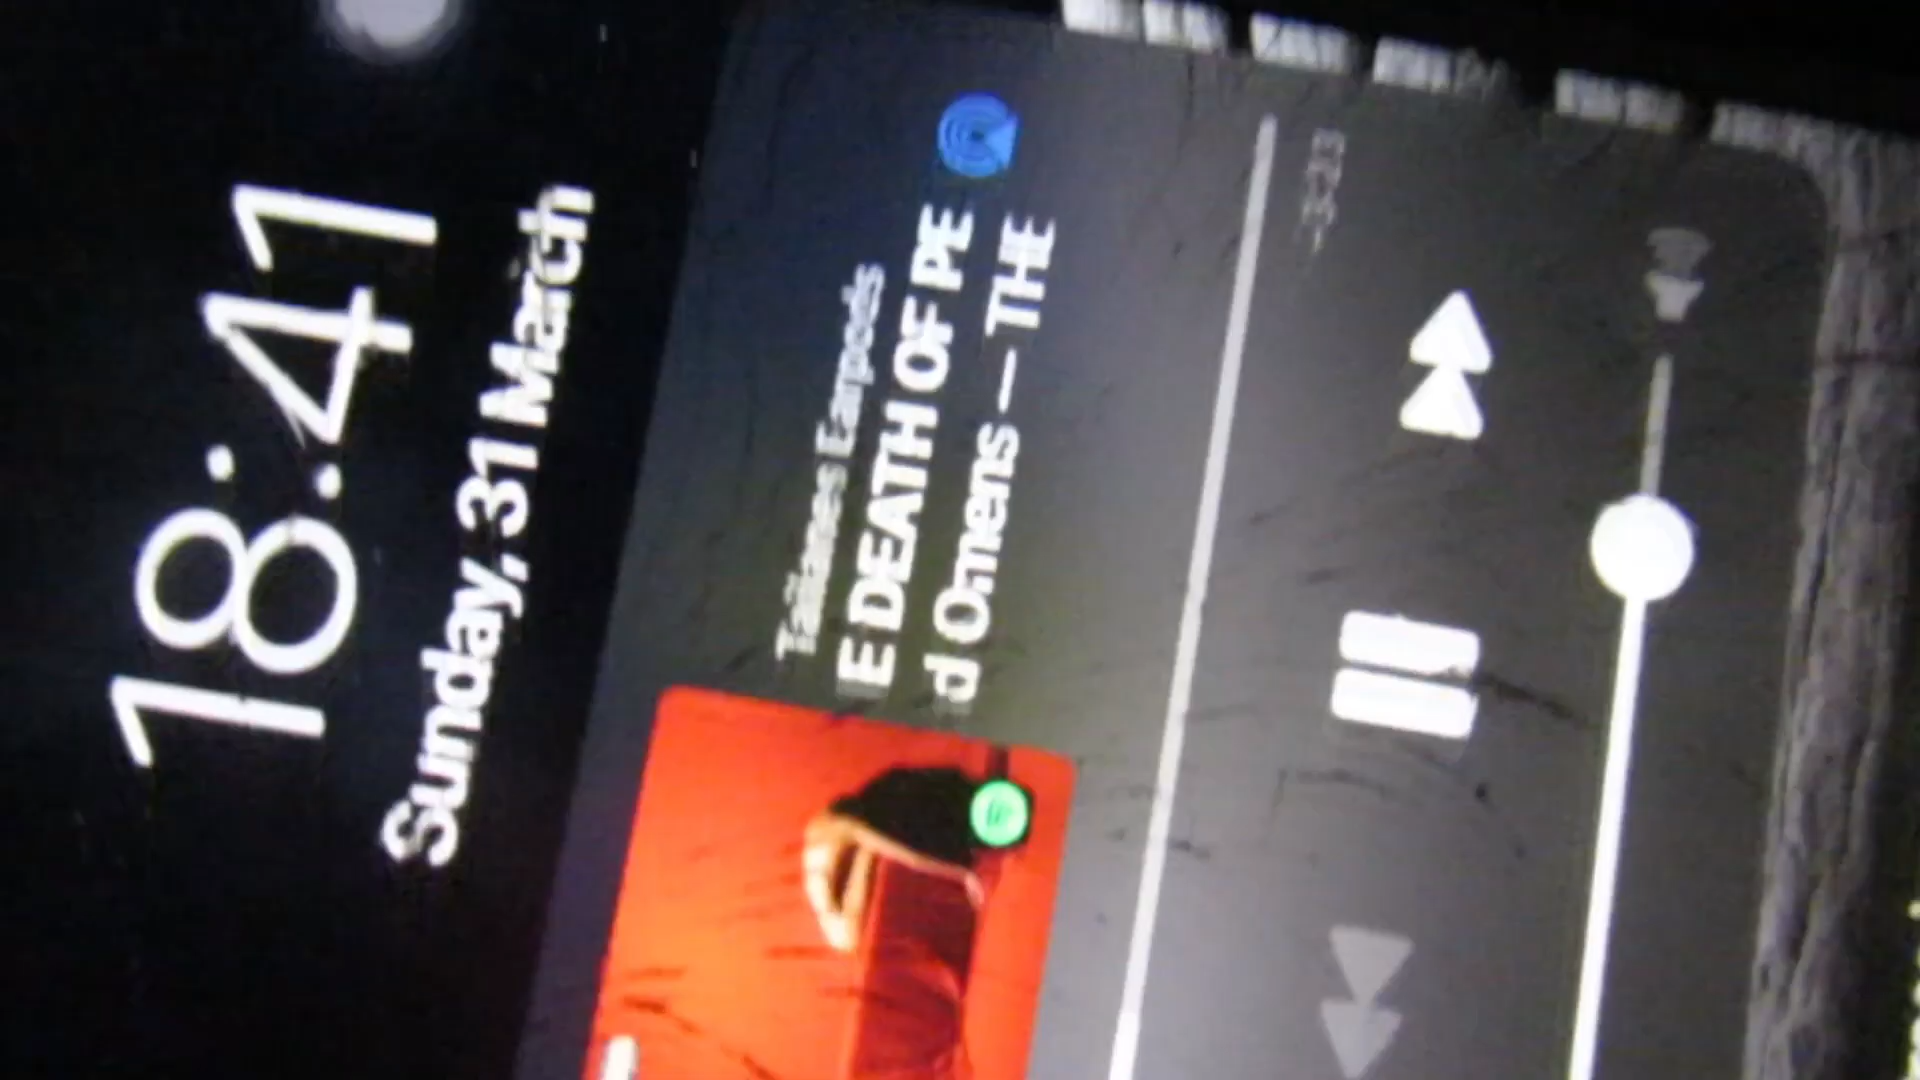 18:41
Sunday, 31 March
E DEATH OF PE
d Omens — THE